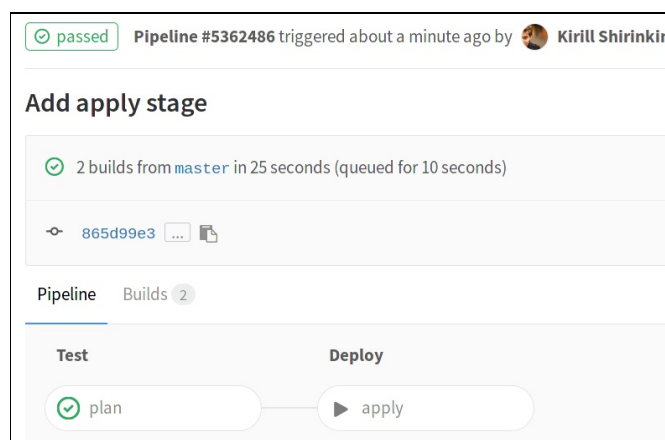 passed Pipeline #5362486 triggered about a minute ago by Kirill Shirinkin
Add apply stage
2 builds from master in 25 seconds (queued for 10 seconds)
865d99e3 ...
Pipeline Builds 2
Test Deploy
plan apply